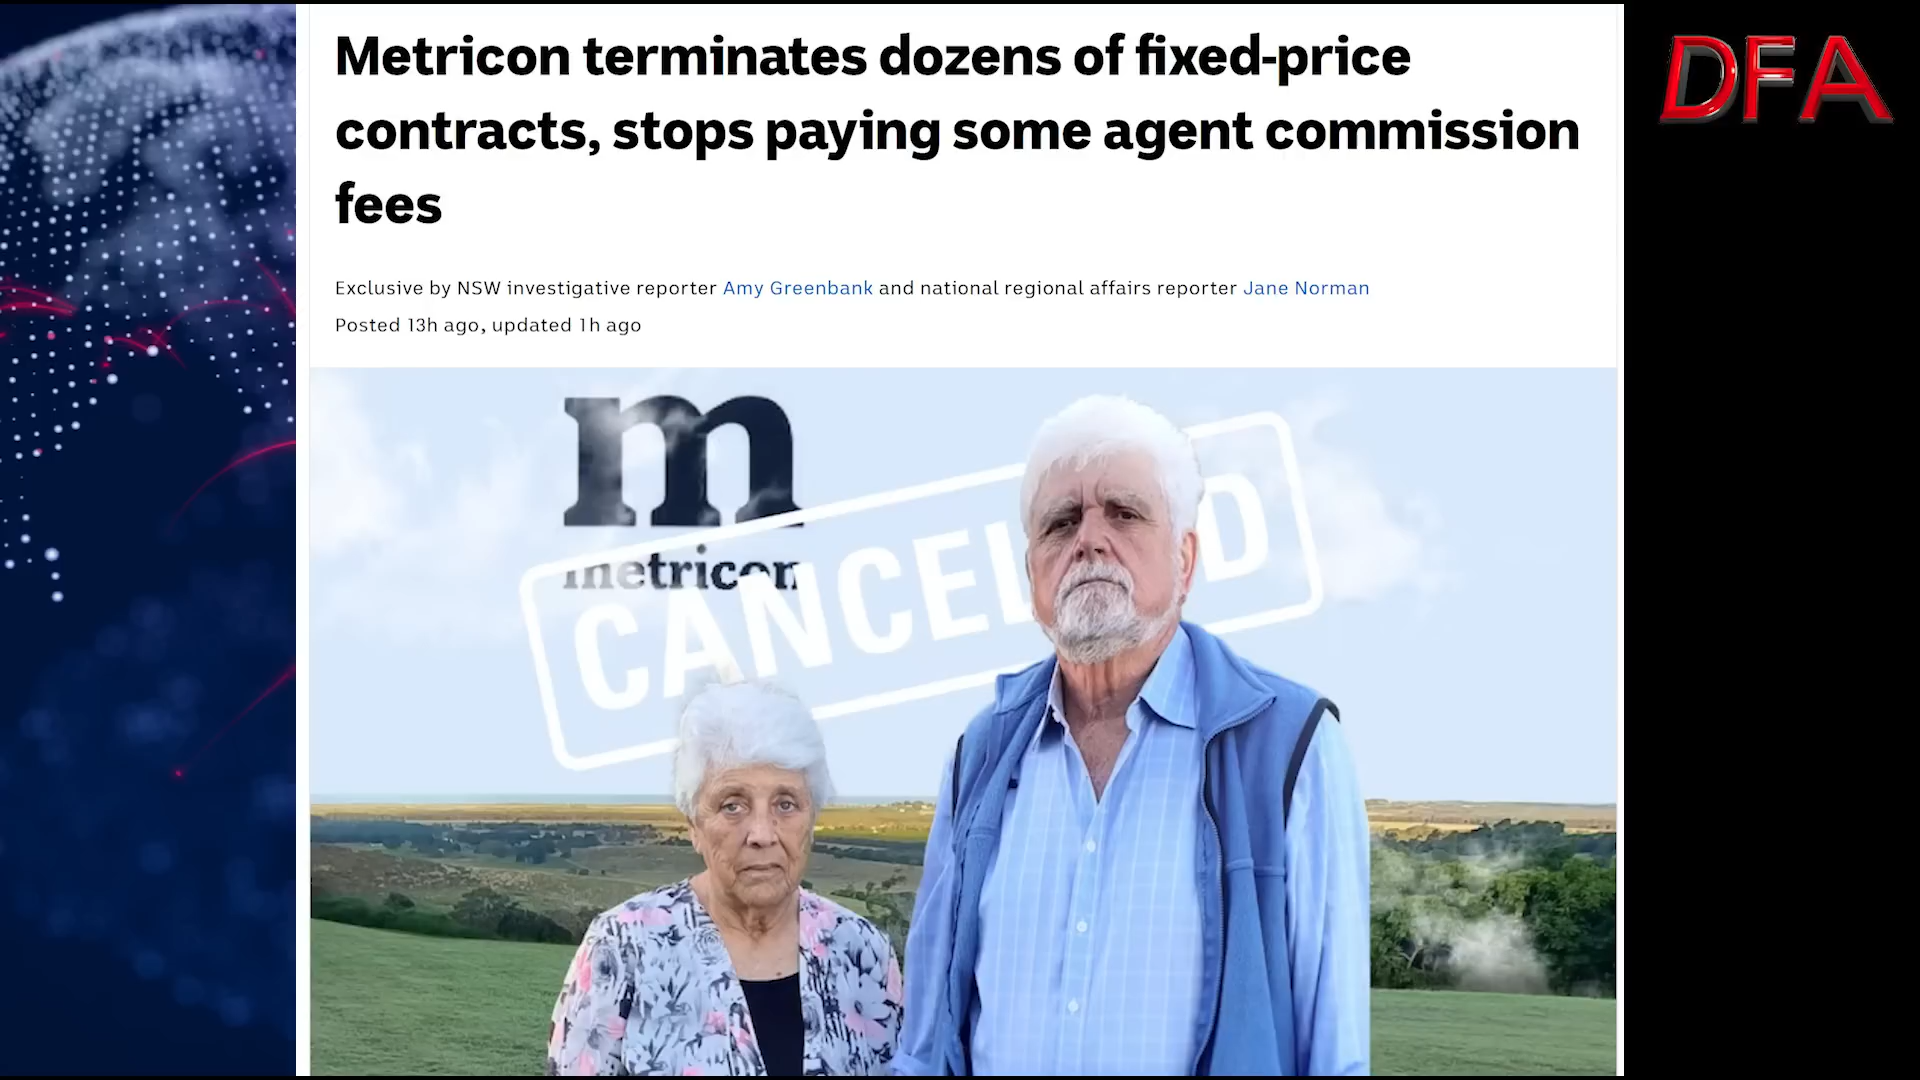 Metricon terminates dozens of fixed-price
contracts, stops paying some agent commission
fees
Exclusive by NSW investigative reporter Amy Greenbank and national regional affairs reporter Jane Norman
Posted 13h ago, updated 1h ago
DFA
m
metricon
CANCELLED